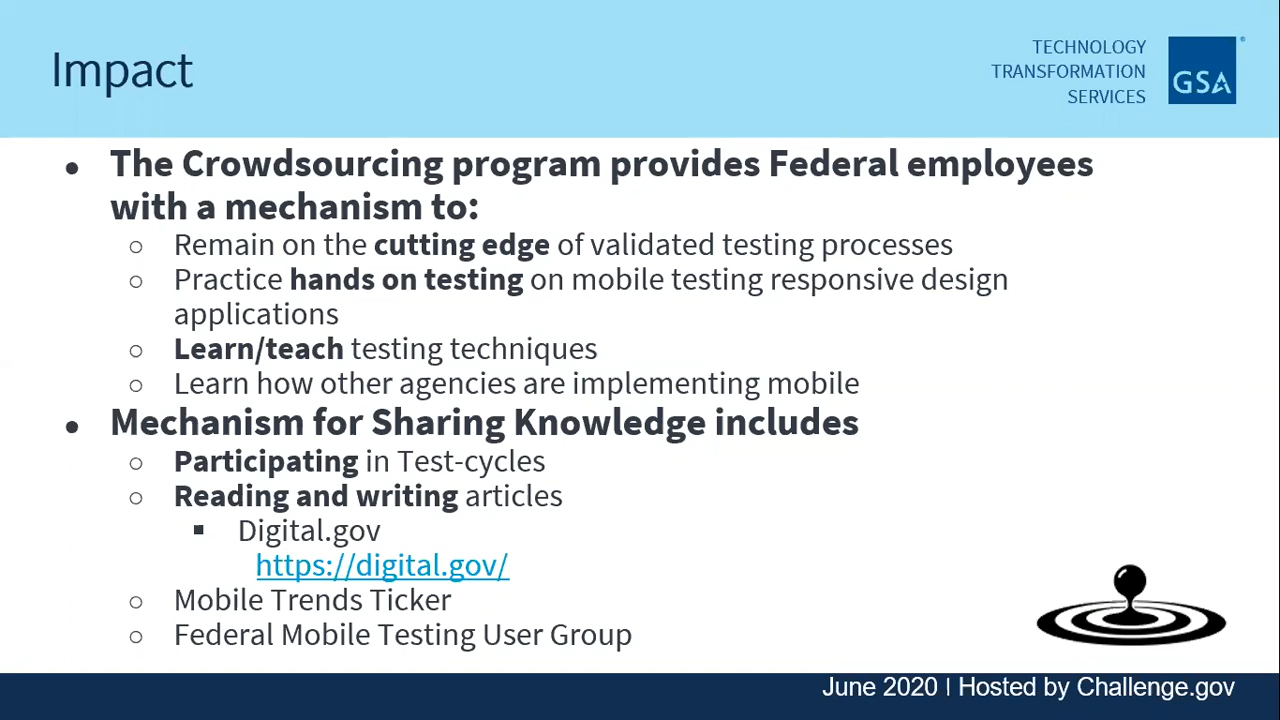 Impact
TECHNOLOGY
TRANSFORMATION
SERVICES
GSA
®
● The Crowdsourcing program provides Federal employees
with a mechanism to:
○ Remain on the cutting edge of validated testing processes
○ Practice hands on testing on mobile testing responsive design
applications
○ Learn/teach testing techniques
○ Learn how other agencies are implementing mobile
● Mechanism for Sharing Knowledge includes
○ Participating in Test-cycles
○ Reading and writing articles
■ Digital.gov
https://digital.gov/
○ Mobile Trends Ticker
○ Federal Mobile Testing User Group
June 2020 | Hosted by Challenge.gov